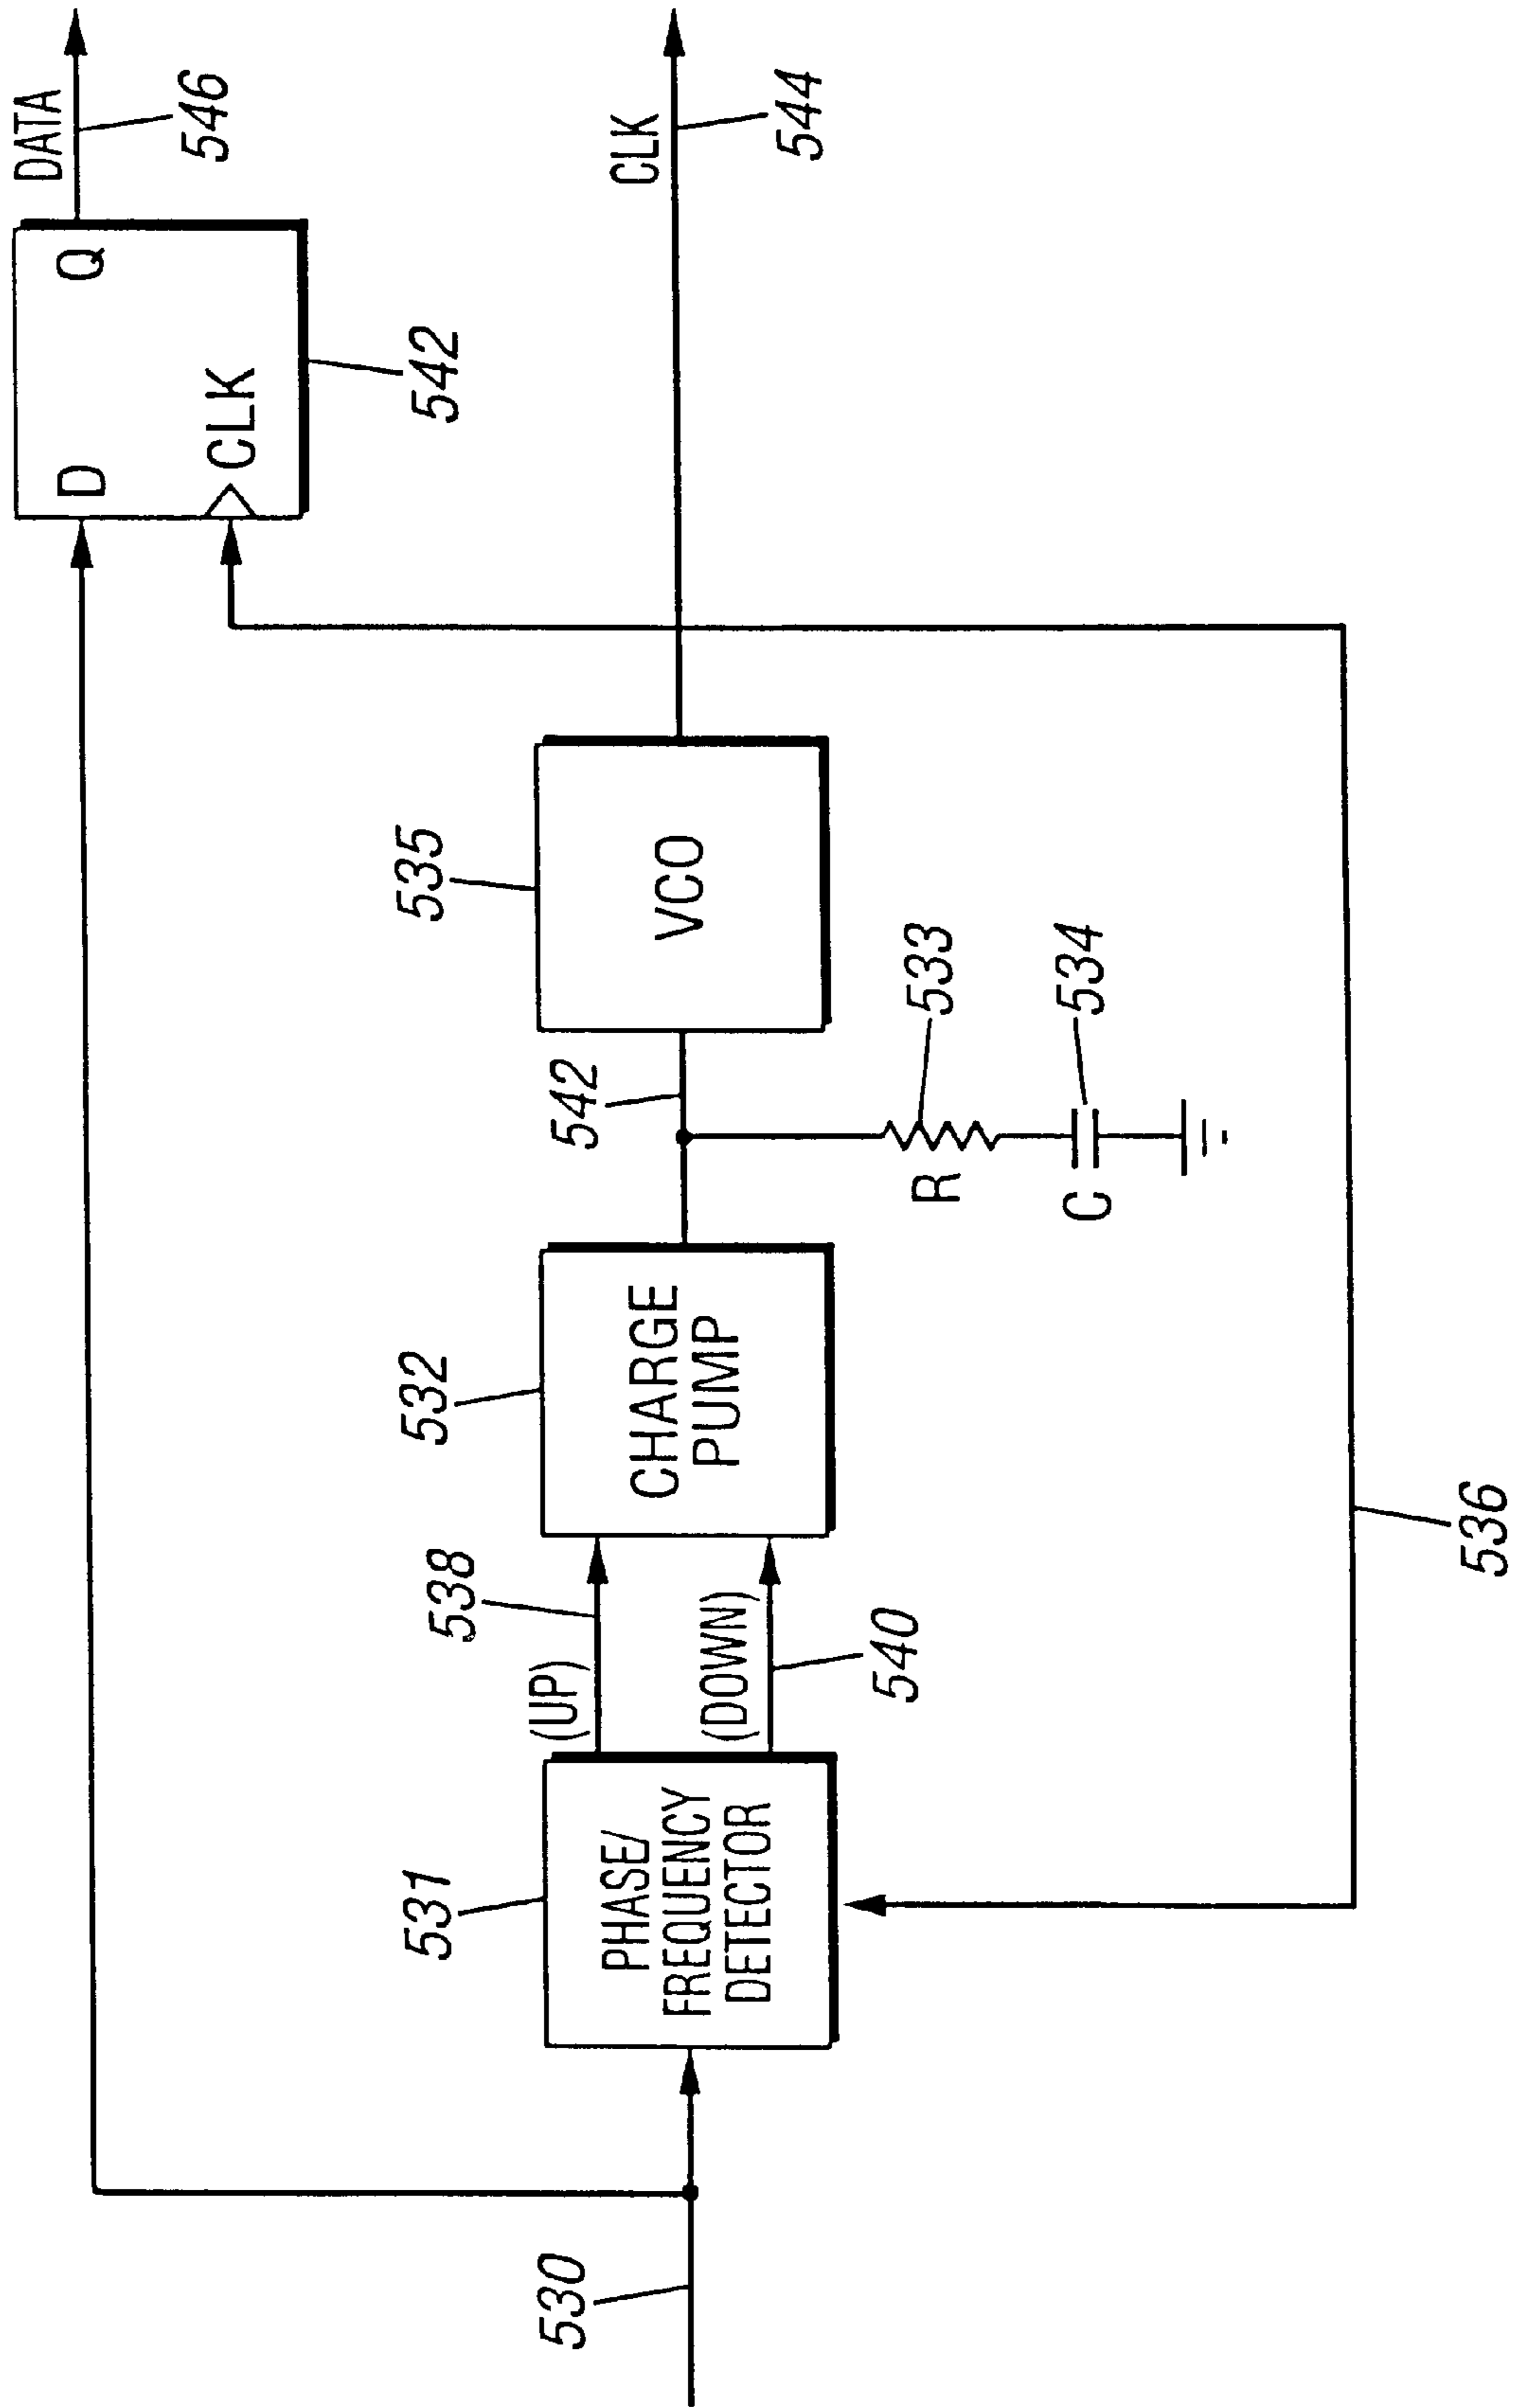 DATA
546
D
Q
CLK
542
CLK
544
535
VCO
542
533
R
534
C
532
CHARGE
PUMP
538
(UP)
(DOWN)
540
531
PHASE/
FREQUENCY
DETECTOR
530
536